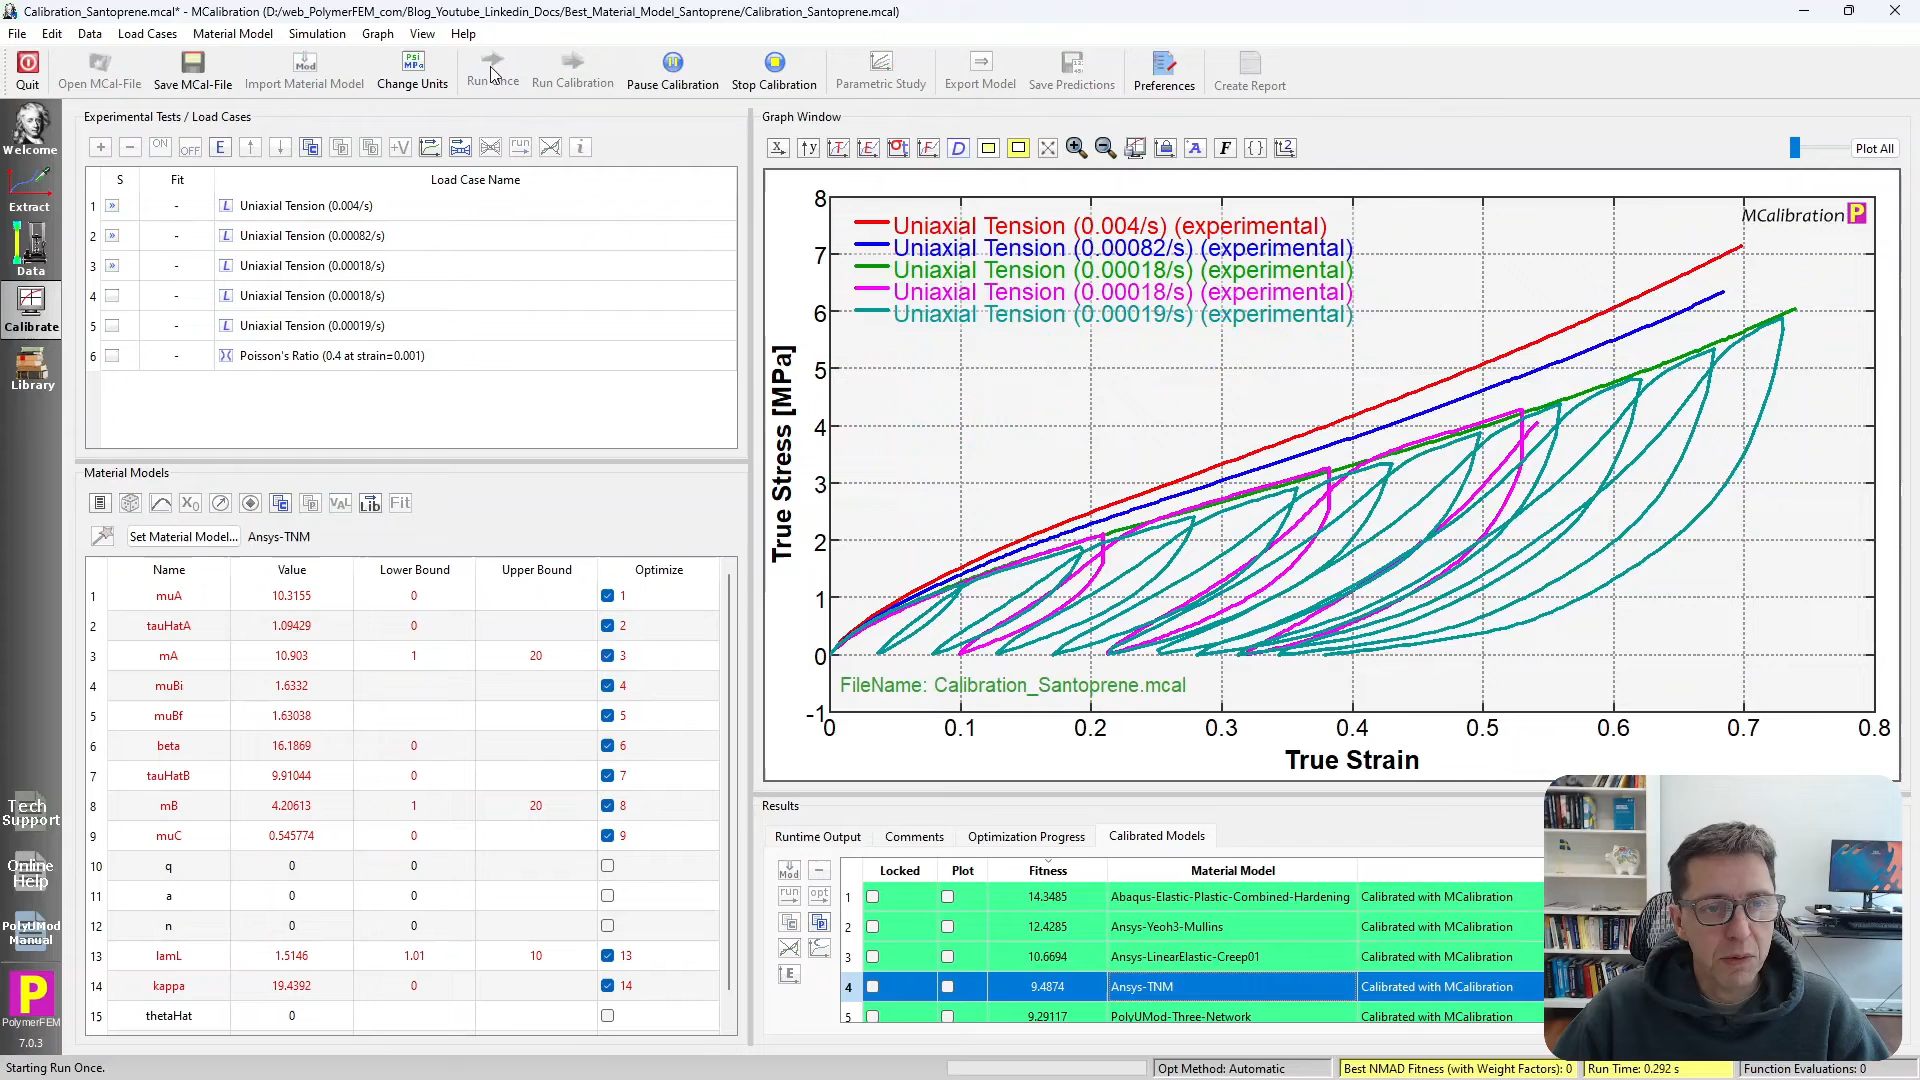 Calibration_Santoprene.mcal* - MCalibration (D:/web_PolymerFEM_com/Blog_Youtube_Linkedin_Docs/Best_Material_Model_Santoprene/Calibration_Santoprene.mcal)
File Edit Data Load Cases Material Model Simulation Graph View Help
Quit Open MCal-File Save MCal-File Import Material Model Change Units Run Once Run Calibration Pause Calibration Stop Calibration Parametric Study Export Model Save Predictions Preferences Create Report
Welcome
Extract
Data
Calibrate
Library
Tech Support
Online Help
PolyUMod Manual
PolymerFEM
7.0.3
Experimental Tests / Load Cases
S Fit Load Case Name
1 - L Uniaxial Tension (0.004/s)
2 - L Uniaxial Tension (0.00082/s)
3 - L Uniaxial Tension (0.00018/s)
4 - L Uniaxial Tension (0.00018/s)
5 - L Uniaxial Tension (0.00019/s)
6 - Poisson's Ratio (0.4 at strain=0.001)
Material Models
Set Material Model... Ansys-TNM
Name Value Lower Bound Upper Bound Optimize
1 muA 10.3155 0 1
2 tauHatA 1.09429 0 2
3 mA 10.903 1 20 3
4 muBi 1.6332 4
5 muBf 1.63038 5
6 beta 16.1869 0 6
7 tauHatB 9.91044 0 7
8 mB 4.20613 1 20 8
9 muC 0.545774 0 9
10 q 0 0
11 a 0 0
12 n 0 0
13 lamL 1.5146 1.01 10 13
14 kappa 19.4392 0 14
15 thetaHat 0
Graph Window
Plot All
Uniaxial Tension (0.004/s) (experimental)
Uniaxial Tension (0.00082/s) (experimental)
Uniaxial Tension (0.00018/s) (experimental)
Uniaxial Tension (0.00018/s) (experimental)
Uniaxial Tension (0.00019/s) (experimental)
MCalibration P
True Stress [MPa]
8
7
6
5
4
3
2
1
0
-1
FileName: Calibration_Santoprene.mcal
0 0.1 0.2 0.3 0.4 0.5 0.6 0.7 0.8
True Strain
Results
Runtime Output Comments Optimization Progress Calibrated Models
Locked Plot Fitness Material Model
1 14.3485 Abaqus-Elastic-Plastic-Combined-Hardening Calibrated with MCalibration
2 12.4285 Ansys-Yeoh3-Mullins Calibrated with MCalibration
3 10.6694 Ansys-LinearElastic-Creep01 Calibrated with MCalibration
4 9.4874 Ansys-TNM Calibrated with MCalibration
5 9.29117 PolyUMod-Three-Network Calibrated with MCalibration
Starting Run Once.
Opt Method: Automatic
Best NMAD Fitness (with Weight Factors): 0
Run Time: 0.292 s
Function Evaluations: 0